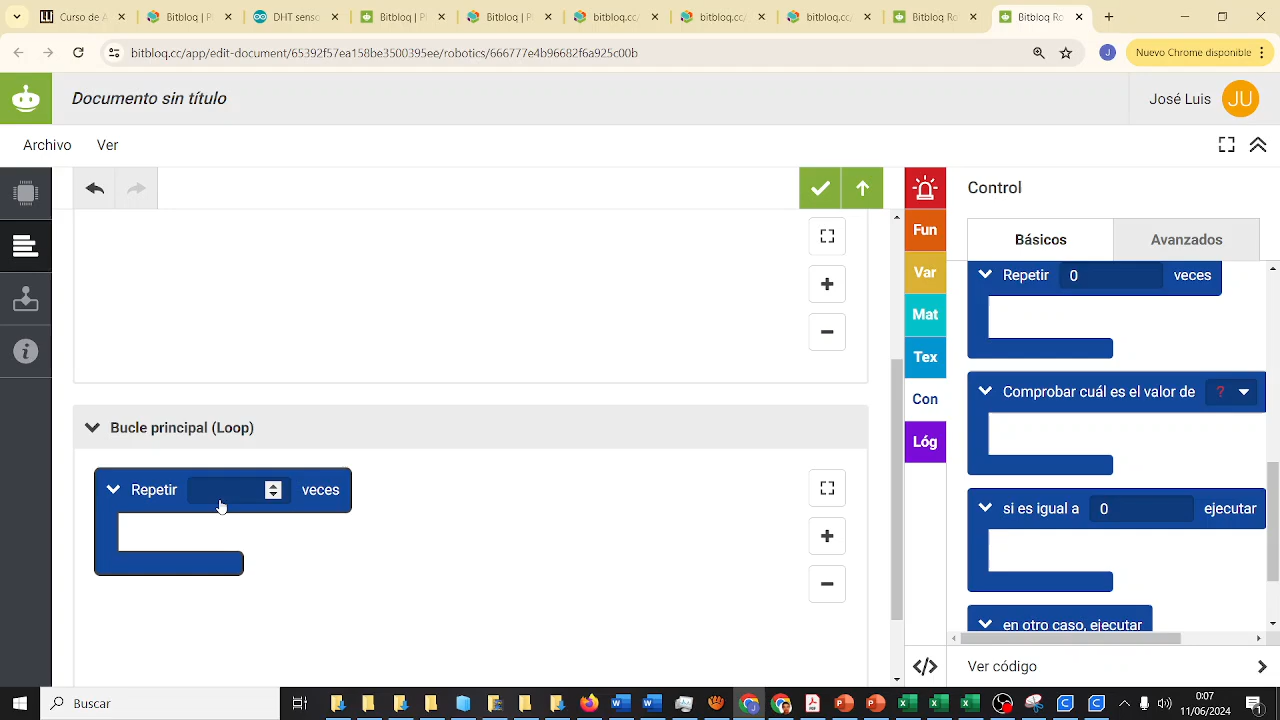 Curso de A
Bitbloq | P
DHT senso
Bitbloq | P
Bitbloq | P
bitbloq.cc
bitbloq.cc/
bitbloq.cc/
Bitbloq Ro
Bitbloq Ro
bitbloq.cc/app/edit-document/65392f57ea158be3500395ee/robotics/666777e4b96682f6a925c00b
J
Nuevo Chrome disponible
Documento sin título
José Luis
JU
Archivo
Ver
Control
Fun
Básicos
Avanzados
Var
Repetir 0 veces
Mat
Tex
Comprobar cuál es el valor de ?
Con
Bucle principal (Loop)
Lóg
Repetir veces
si es igual a 0 ejecutar
en otro caso, ejecutar
</> Ver código
Buscar
0:07
11/06/2024